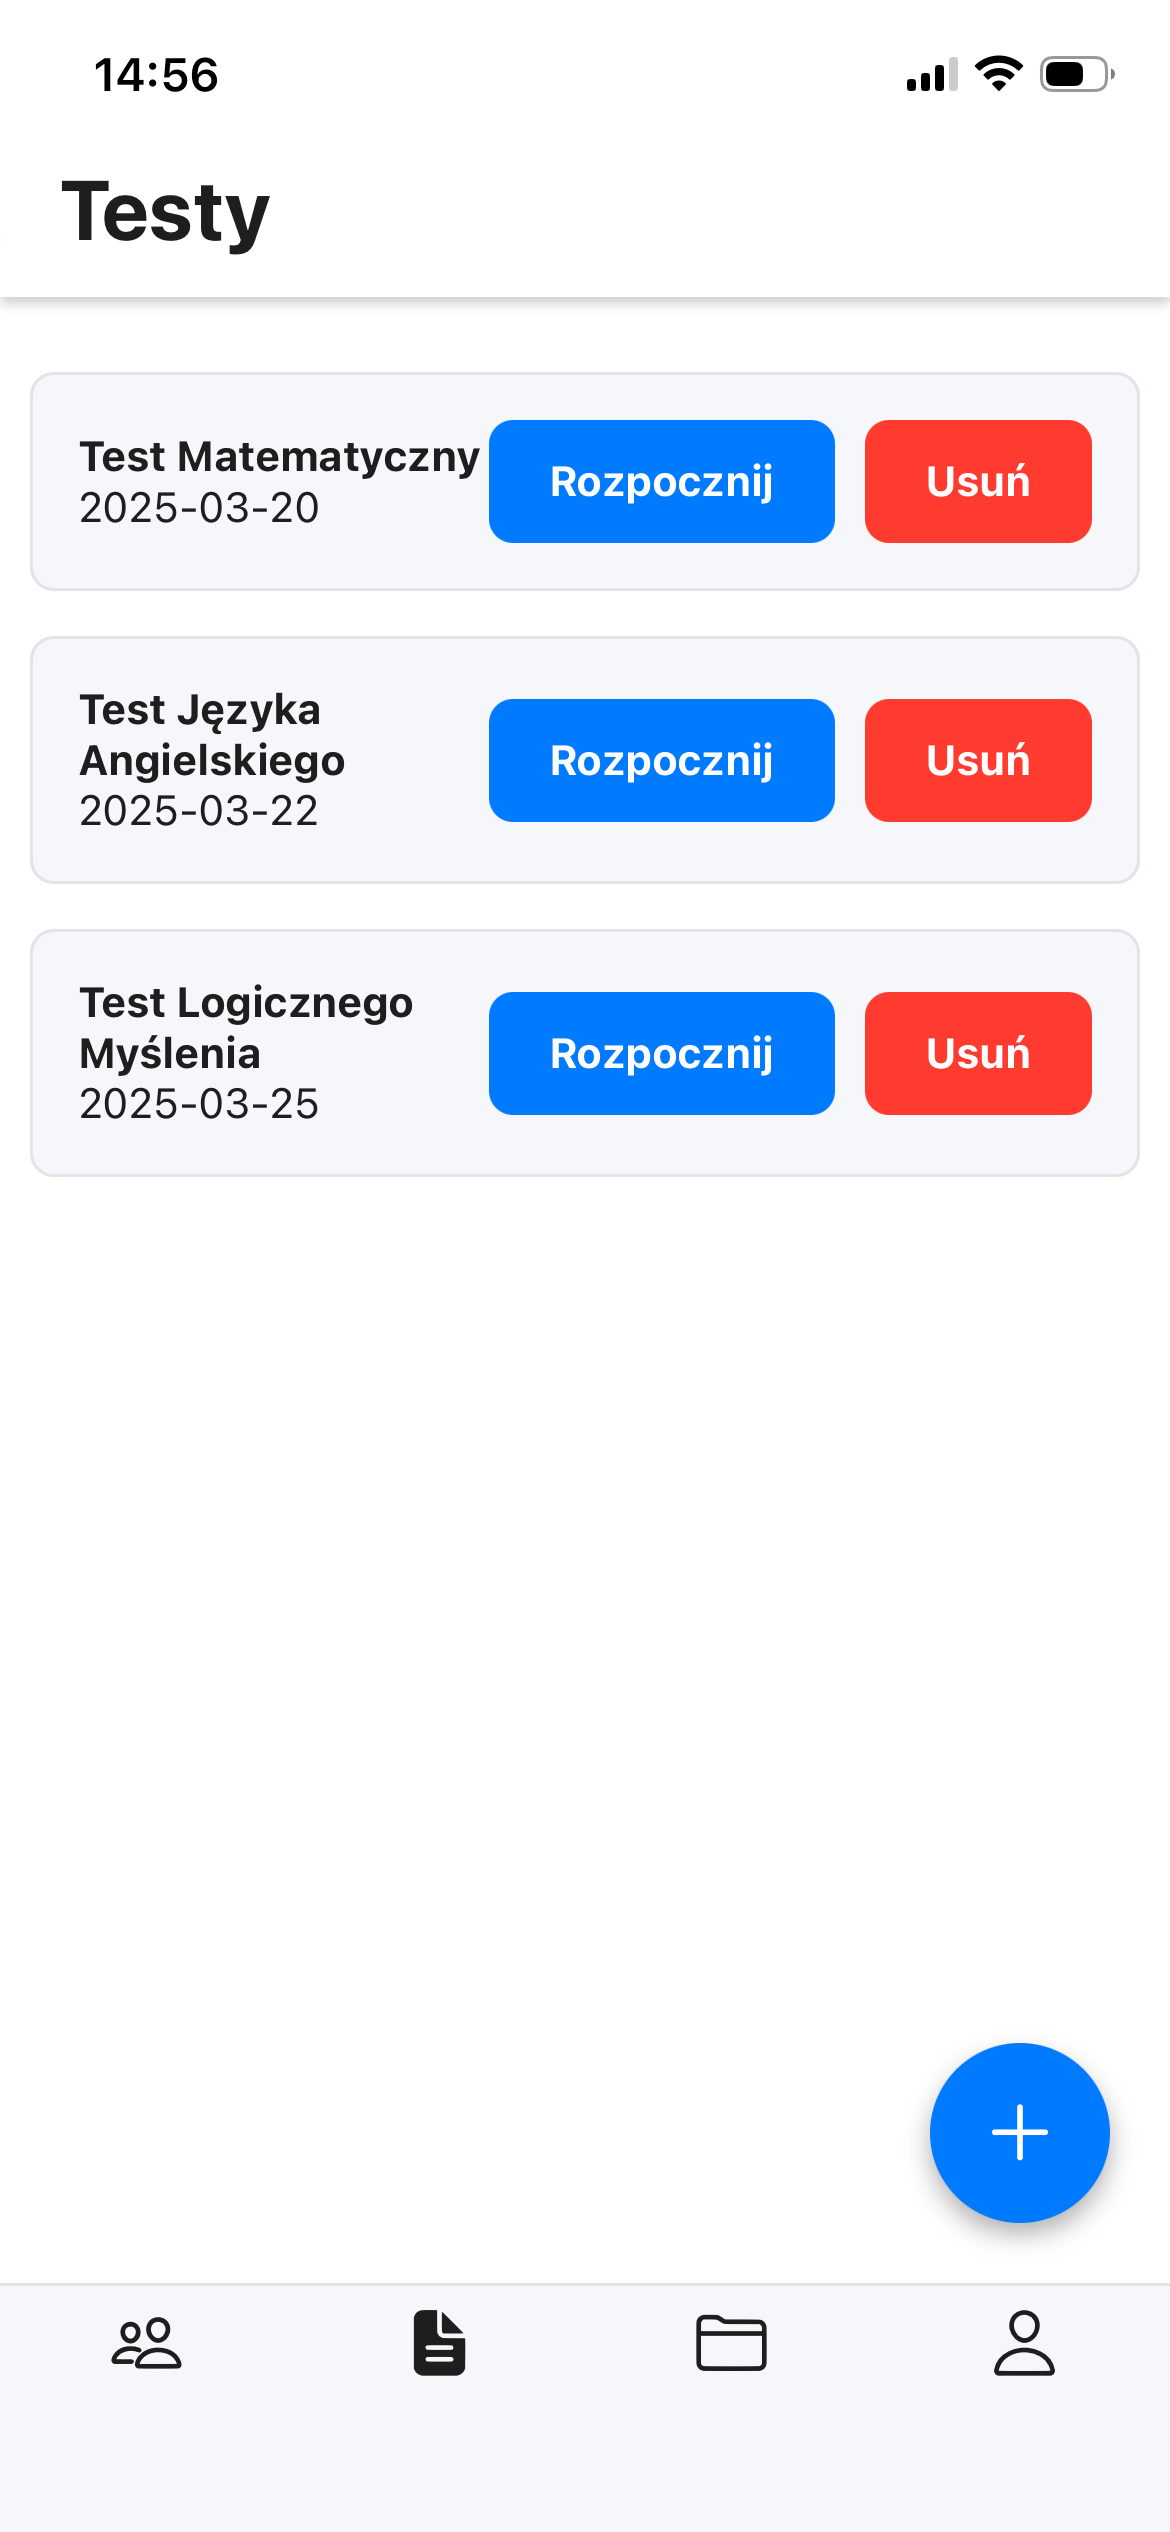 14:56
Testy
Test Matematyczny
2025-03-20
Rozpocznij
Usuń
Test Języka
Angielskiego
2025-03-22
Rozpocznij
Usuń
Test Logicznego
Myślenia
2025-03-25
Rozpocznij
Usuń